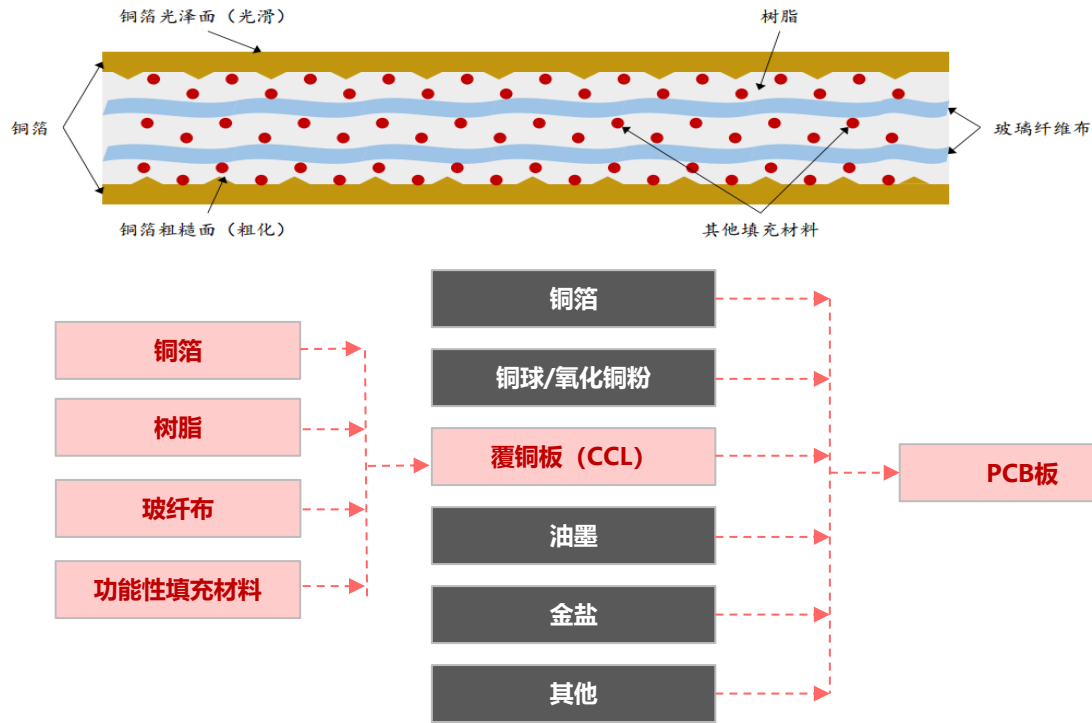 铜箔光泽面（光滑）
树脂
铜箔
玻璃纤维布
铜箔粗糙面（粗化）
其他填充材料
铜箔
树脂
玻纤布
功能性填充材料
铜箔
铜球/氧化铜粉
覆铜板（CCL）
油墨
金盐
其他
PCB板